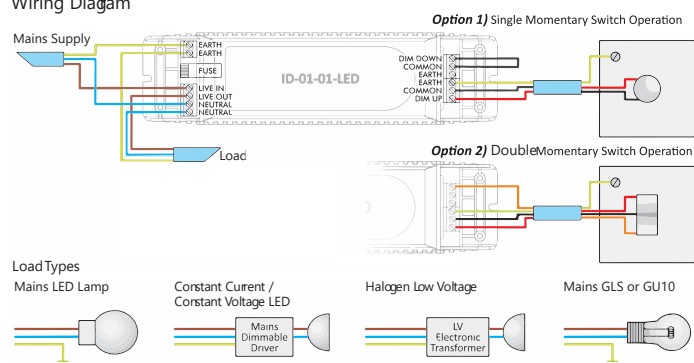 Wiring Diagram
Option 1) Single Momentary Switch Operation
Mains Supply
EARTH
EARTH
FUSE
LIVE IN
LIVE OUT
NEUTRAL
NEUTRAL
ID-01-01-LED
DIM DOWN
COMMON
EARTH
EARTH
COMMON
DIM UP
Load
Option 2) Double Momentary Switch Operation
Load Types
Mains LED Lamp
Constant Current /
Constant Voltage LED
Halogen Low Voltage
Mains GLS or GU10
Mains
Dimmable
Driver
LV
Electronic
Transformer